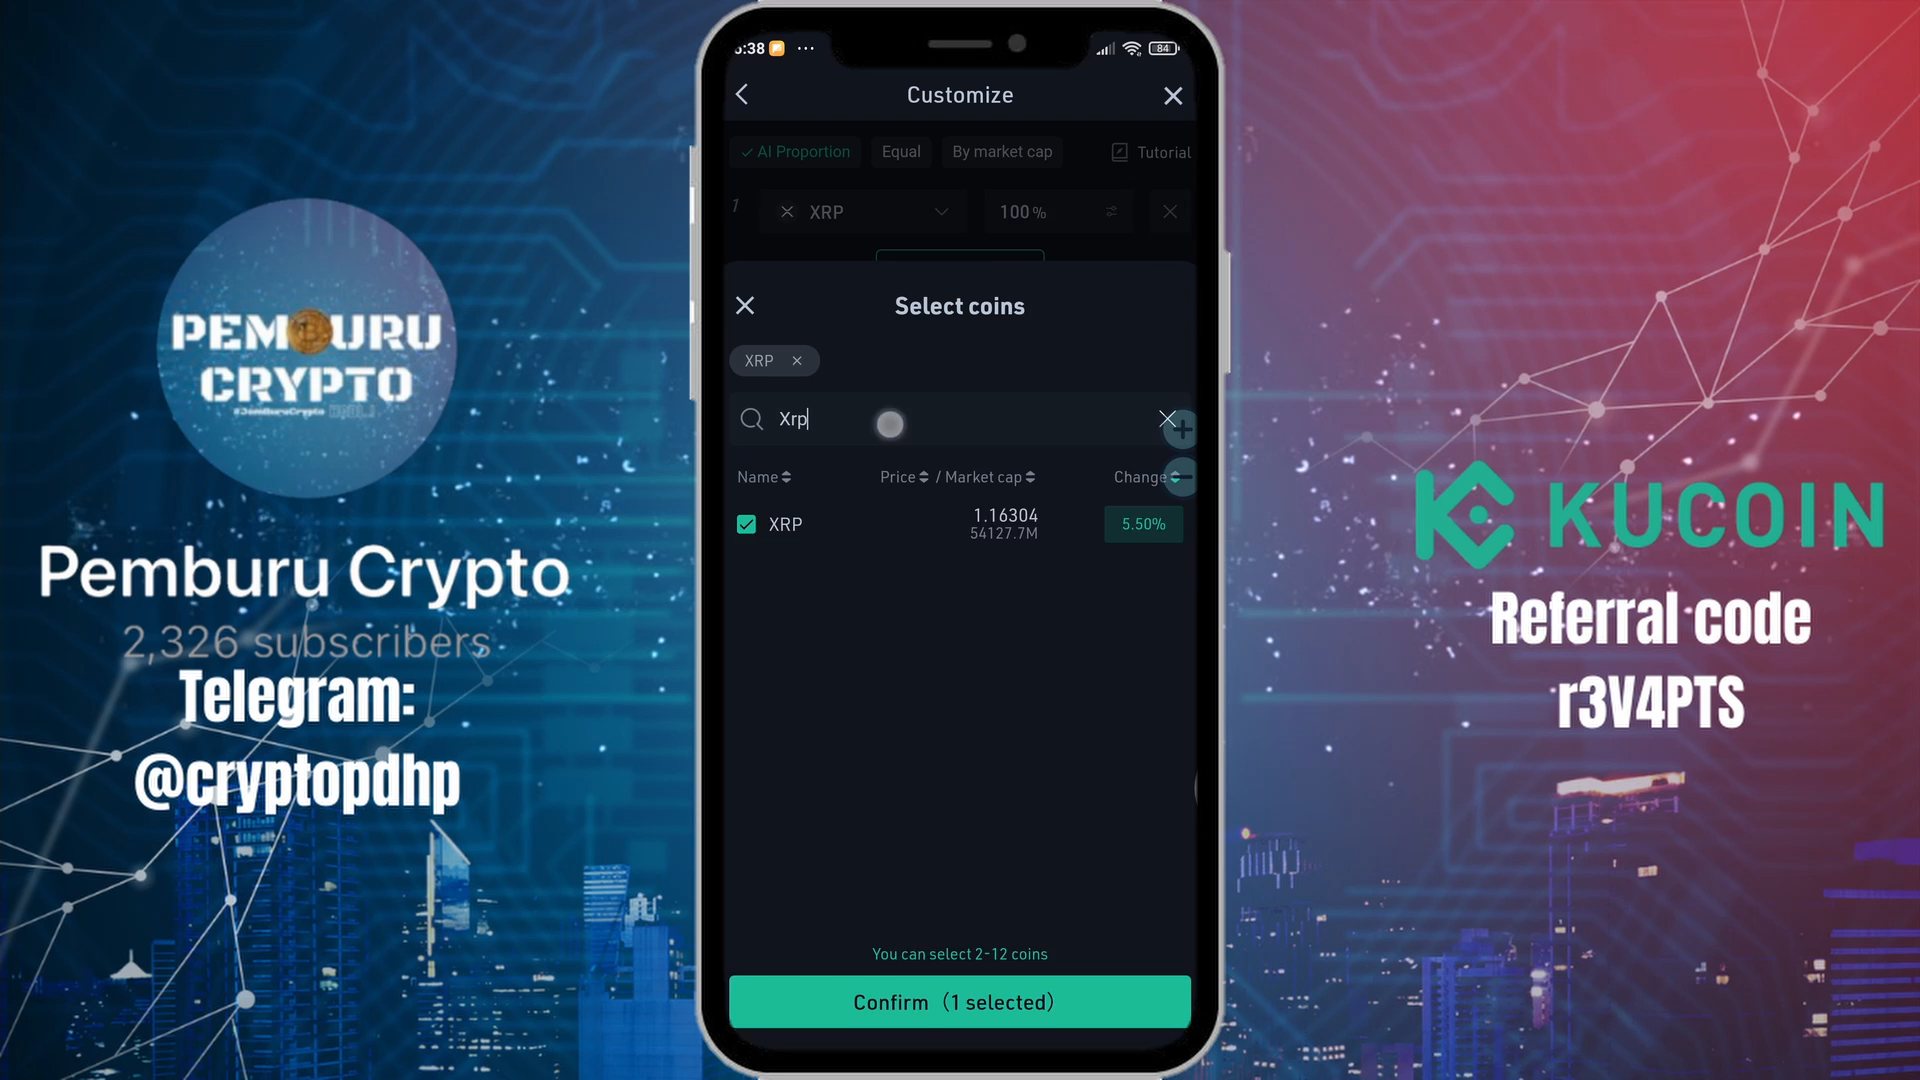 PEMBURU
CRYPTO
Pemburu Crypto
2,326 subscribers
Telegram:
@cryptopdhp
:38 ... 84
Customize
AI Proportion Equal By market cap Tutorial
1 XRP 100%
Select coins
XRP
Xrp
Name Price / Market cap Change
XRP 1.16304 5.50%
54127.7M
You can select 2-12 coins
Confirm (1 selected)
KUCOIN
Referral code
r3V4PTS